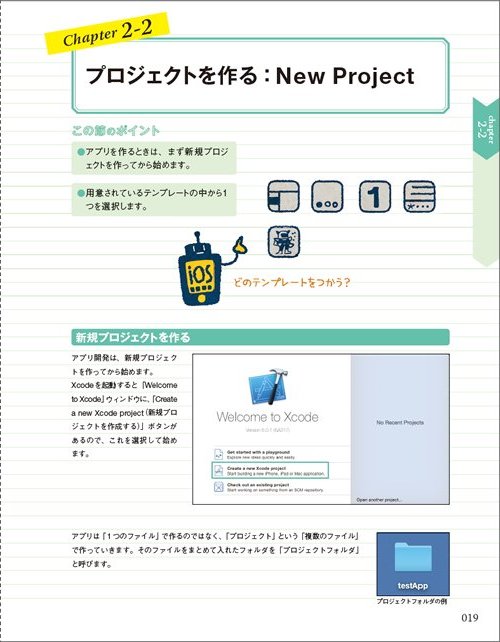 Chapter 2-2
プロジェクトを作る：New Project
chapter
2-2
この節のポイント
●アプリを作るときは、まず新規プロジ
ェクトを作ってから始めます。
●用意されているテンプレートの中から1
つを選択します。
1
iOS
どのテンプレートをつかう？
新規プロジェクトを作る
アプリ開発は、新規プロジェク
トを作ってから始めます。
Xcodeを起動すると「Welcome
to Xcode」ウィンドウに、「Create
a new Xcode project（新規プロ
ジェクトを作成する）」ボタンが
あるので、これを選択して始め
ます。
Welcome to Xcode
No Recent Projects
Get started with a playground
Explore new ideas quickly and easily.
Create a new Xcode project
Start building a new iPhone, iPad or Mac application.
Check out an existing project
Start working on something from an SCM repository.
Open another project...
アプリは「1つのファイル」で作るのではなく、「プロジェクト」という「複数のファイル」
で作っていきます。そのファイルをまとめて入れたフォルダを「プロジェクトフォルダ」
と呼びます。
testApp
プロジェクトフォルダの例
019